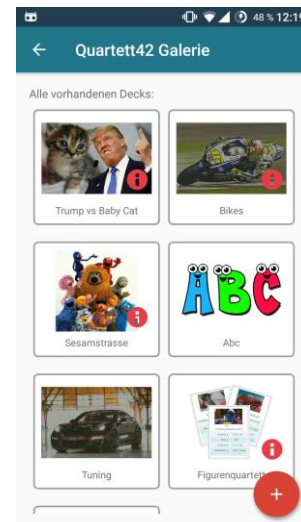 48 % 12:19
Quartett42 Galerie
Alle vorhandenen Decks:
Trump vs Baby Cat
Bikes
ABC
Sesamstrasse
Abc
Tuning
Figurenquartett